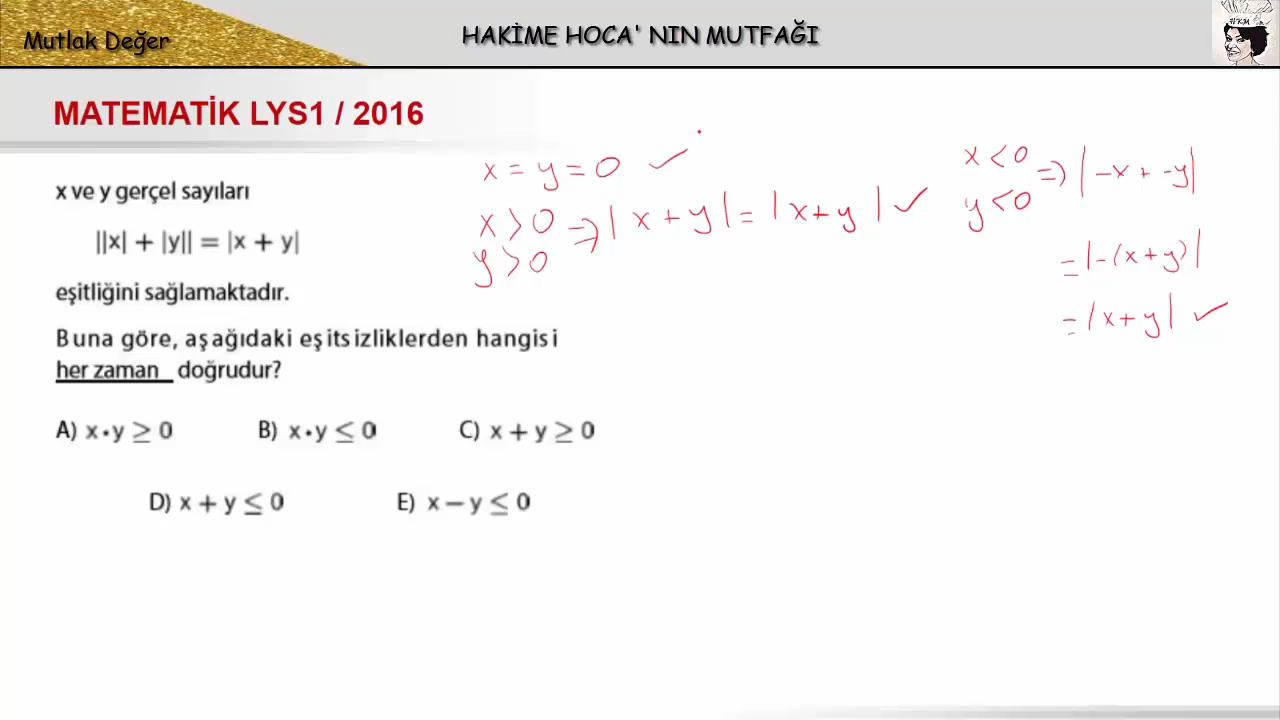 Mutlak Değer
HAKİME HOCA' NIN MUTFAĞI
#KM
MATEMATİK LYS1 / 2016
x ve y gerçel sayıları
||x| + |y|| = |x + y|
eşitliğini sağlamaktadır.
Buna göre, aşağıdaki eşitsizliklerden hangisi
her zaman doğrudur?
A) x•y ≥ 0 B) x•y ≤ 0 C) x + y ≥ 0
D) x + y ≤ 0 E) x – y ≤ 0
x = y = 0 ✓
x > 0
y > 0 ⇒ | x + y | = | x + y | ✓
x < 0
y < 0 ⇒ | -x + -y |
= | -(x + y) |
= | x + y | ✓